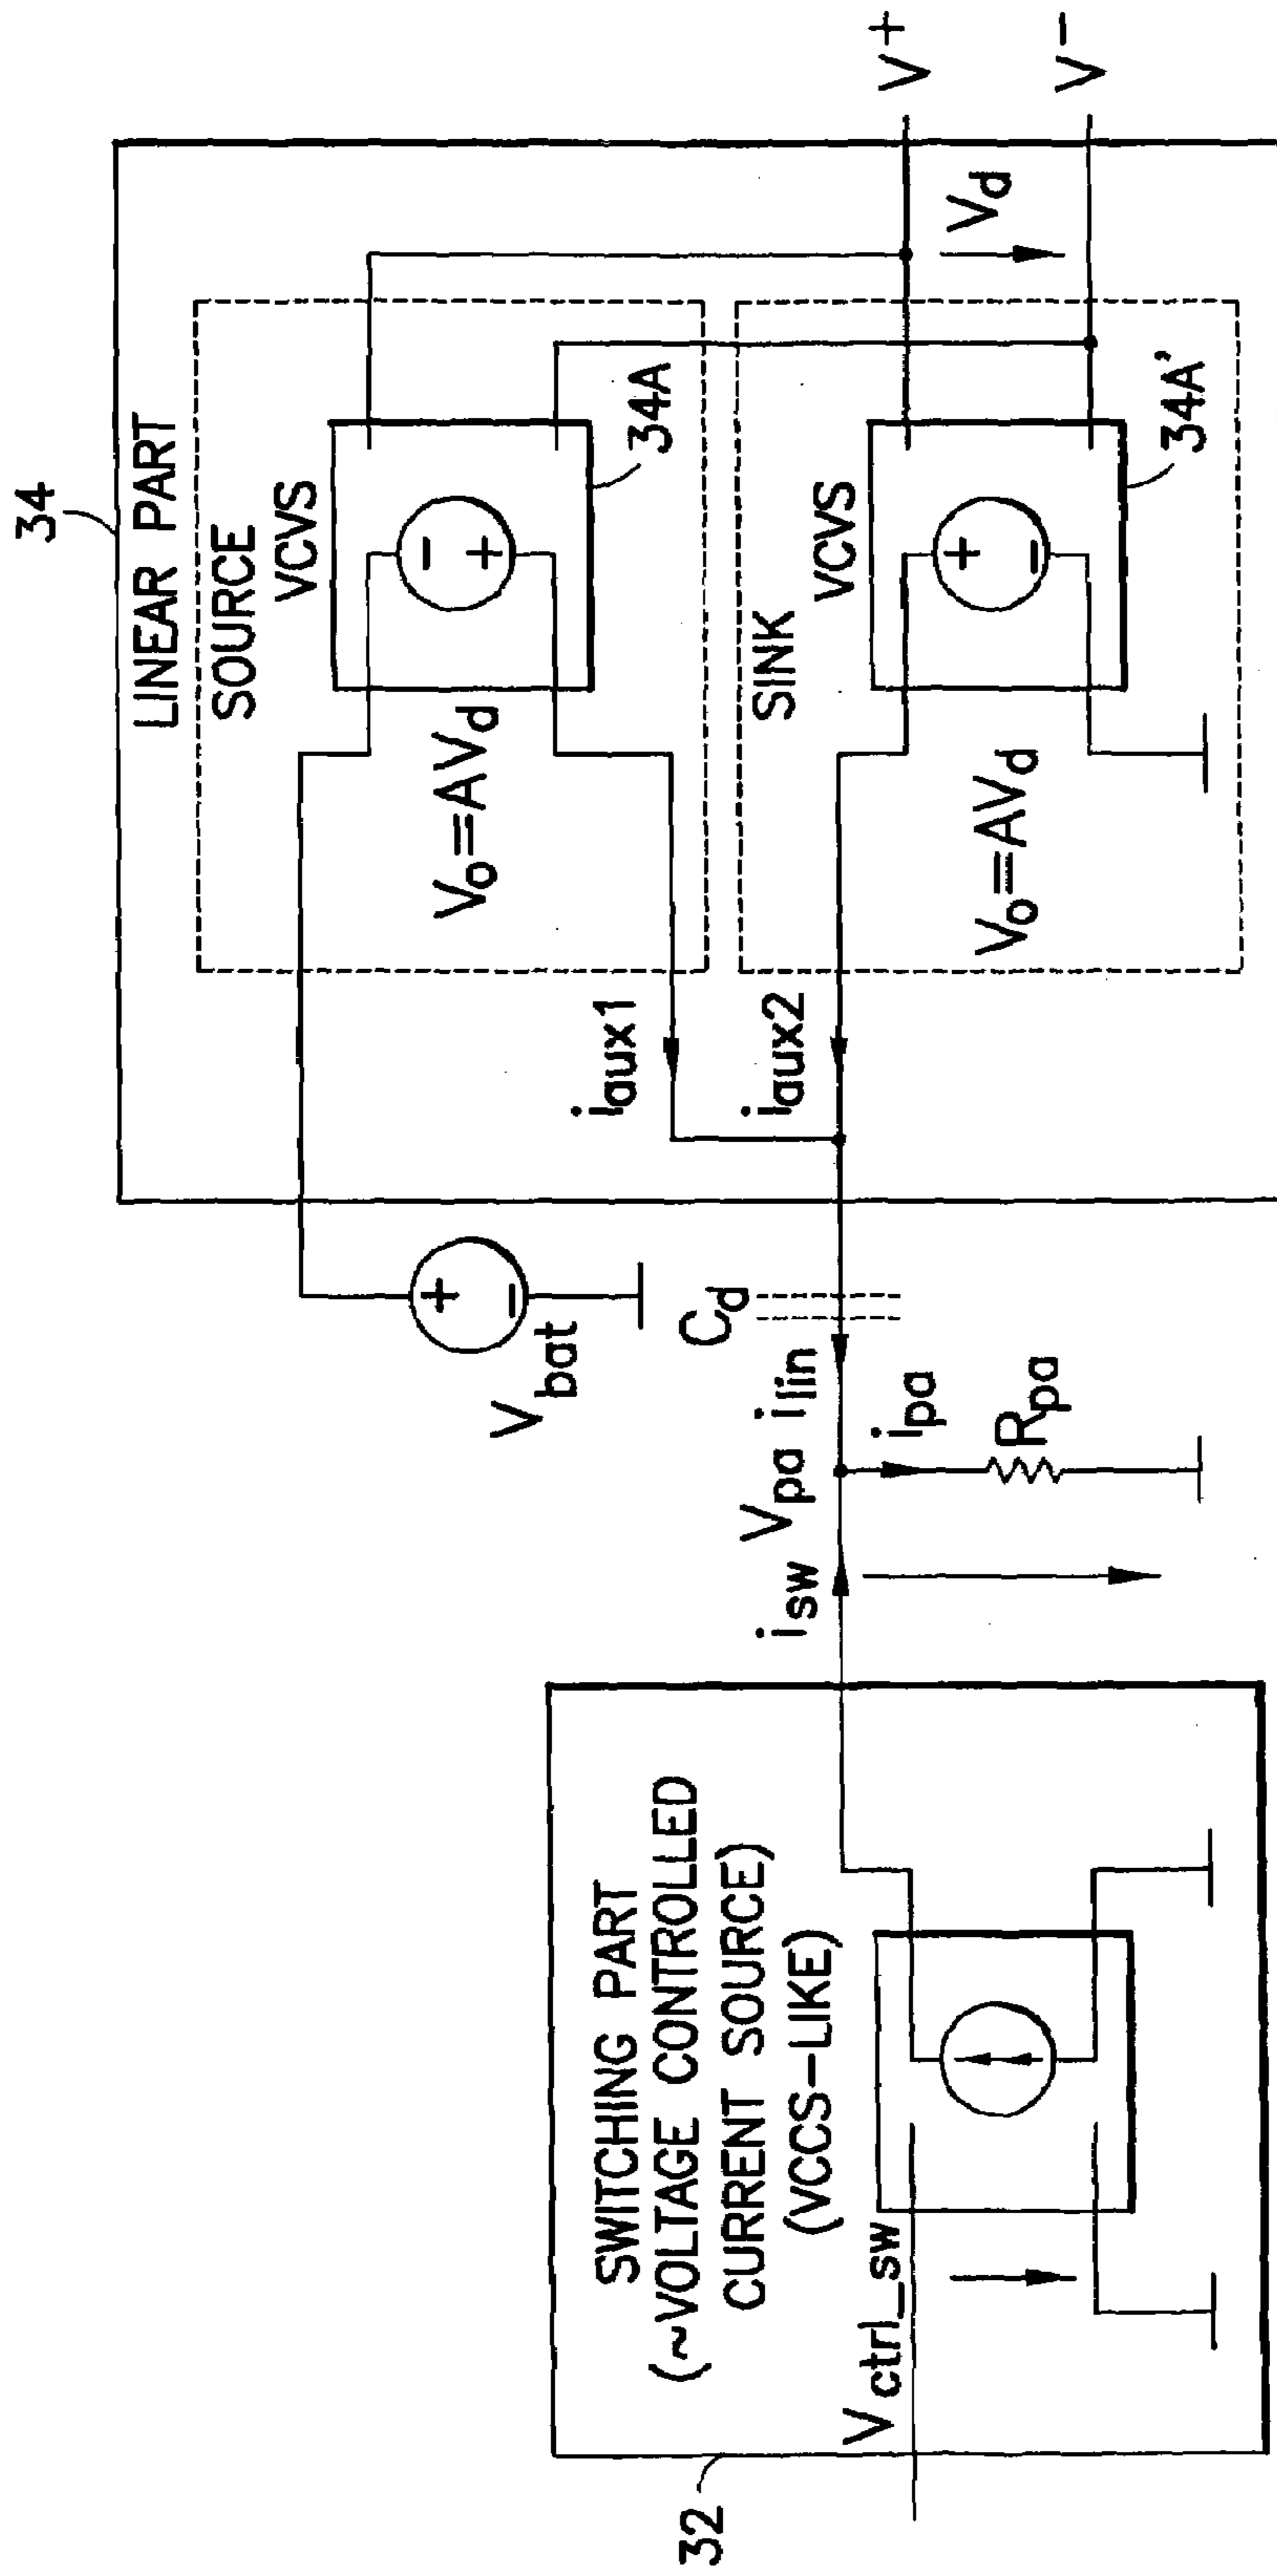 32
SWITCHING PART
(~VOLTAGE CONTROLLED
CURRENT SOURCE)
(VCCS-LIKE)
Vctrl_sw
isw
Vpa
ilin
ipa
Rpa
Cd
Vbat
+
-
34
LINEAR PART
SOURCE
VCVS
-
+
Vo=AVd
34A
iaux1
iaux2
SINK
VCVS
+
-
Vo=AVd
34A'
Vd
V+
V-